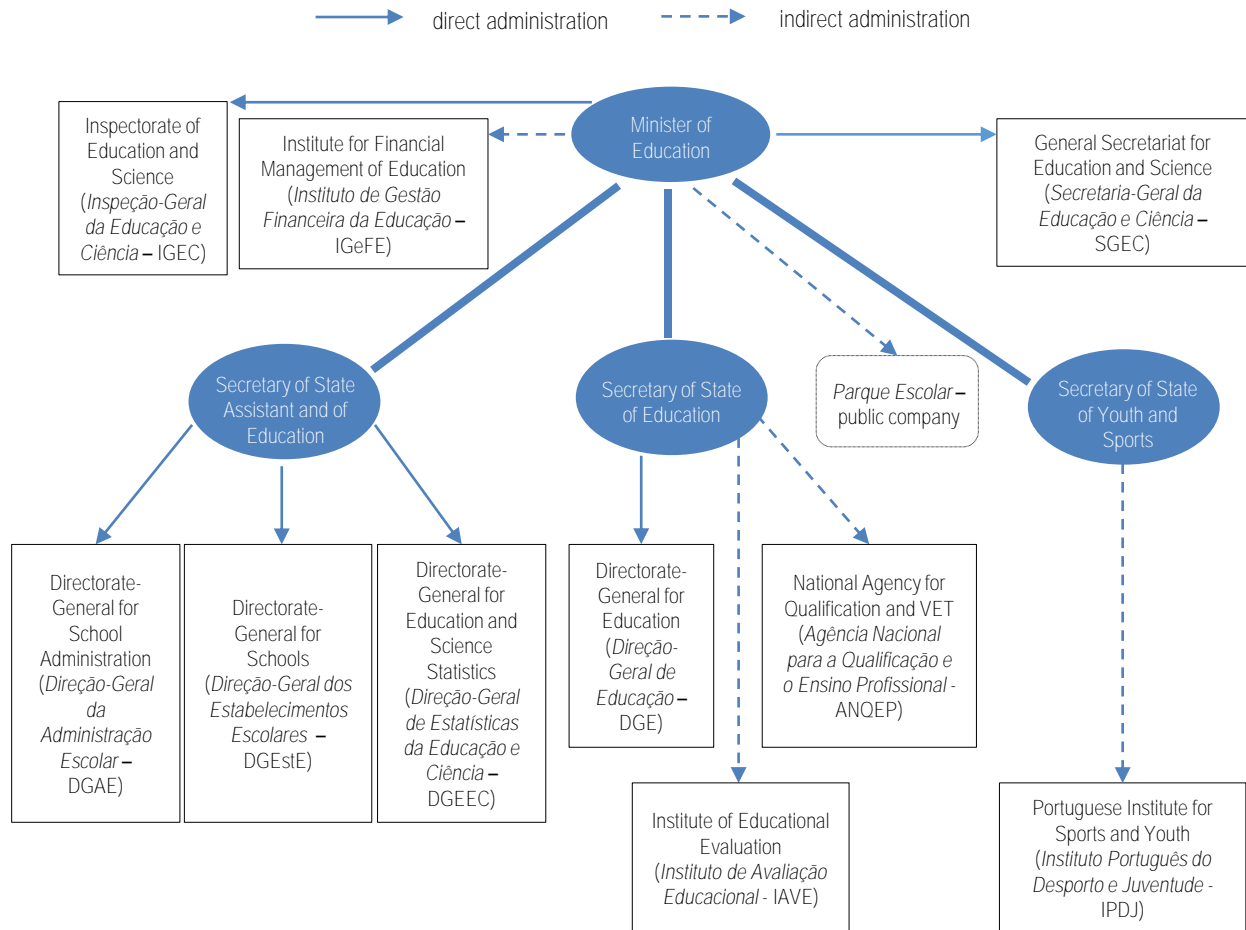 direct administration
indirect administration
Inspectorate of
Education and
Science
(Inspeção-Geral
da Educação e
Ciência – IGEC)
Institute for Financial
Management of Education
(Instituto de Gestão
Financeira da Educação –
IGeFE)
Minister of
Education
General Secretariat for
Education and Science
(Secretaria-Geral da
Educação e Ciência –
SGEC)
Secretary of State
Assistant and of
Education
Secretary of State
of Education
Parque Escolar –
public company
Secretary of State
of Youth and
Sports
Directorate-
General for
School
Administration
(Direção-Geral
da
Administração
Escolar –
DGAE)
Directorate-
General for
Schools
(Direção-Geral dos
Estabelecimentos
Escolares –
DGEstE)
Directorate-
General for
Education and
Science
Statistics
(Direção-Geral
de Estatísticas
da Educação e
Ciência –
DGEEC)
Directorate-
General for
Education
(Direção-
Geral de
Educação –
DGE)
National Agency for
Qualification and VET
(Agência Nacional
para a Qualificação e
o Ensino Profissional -
ANQEP)
Institute of Educational
Evaluation
(Instituto de Avaliação
Educacional - IAVE)
Portuguese Institute for
Sports and Youth
(Instituto Português do
Desporto e Juventude -
IPDJ)